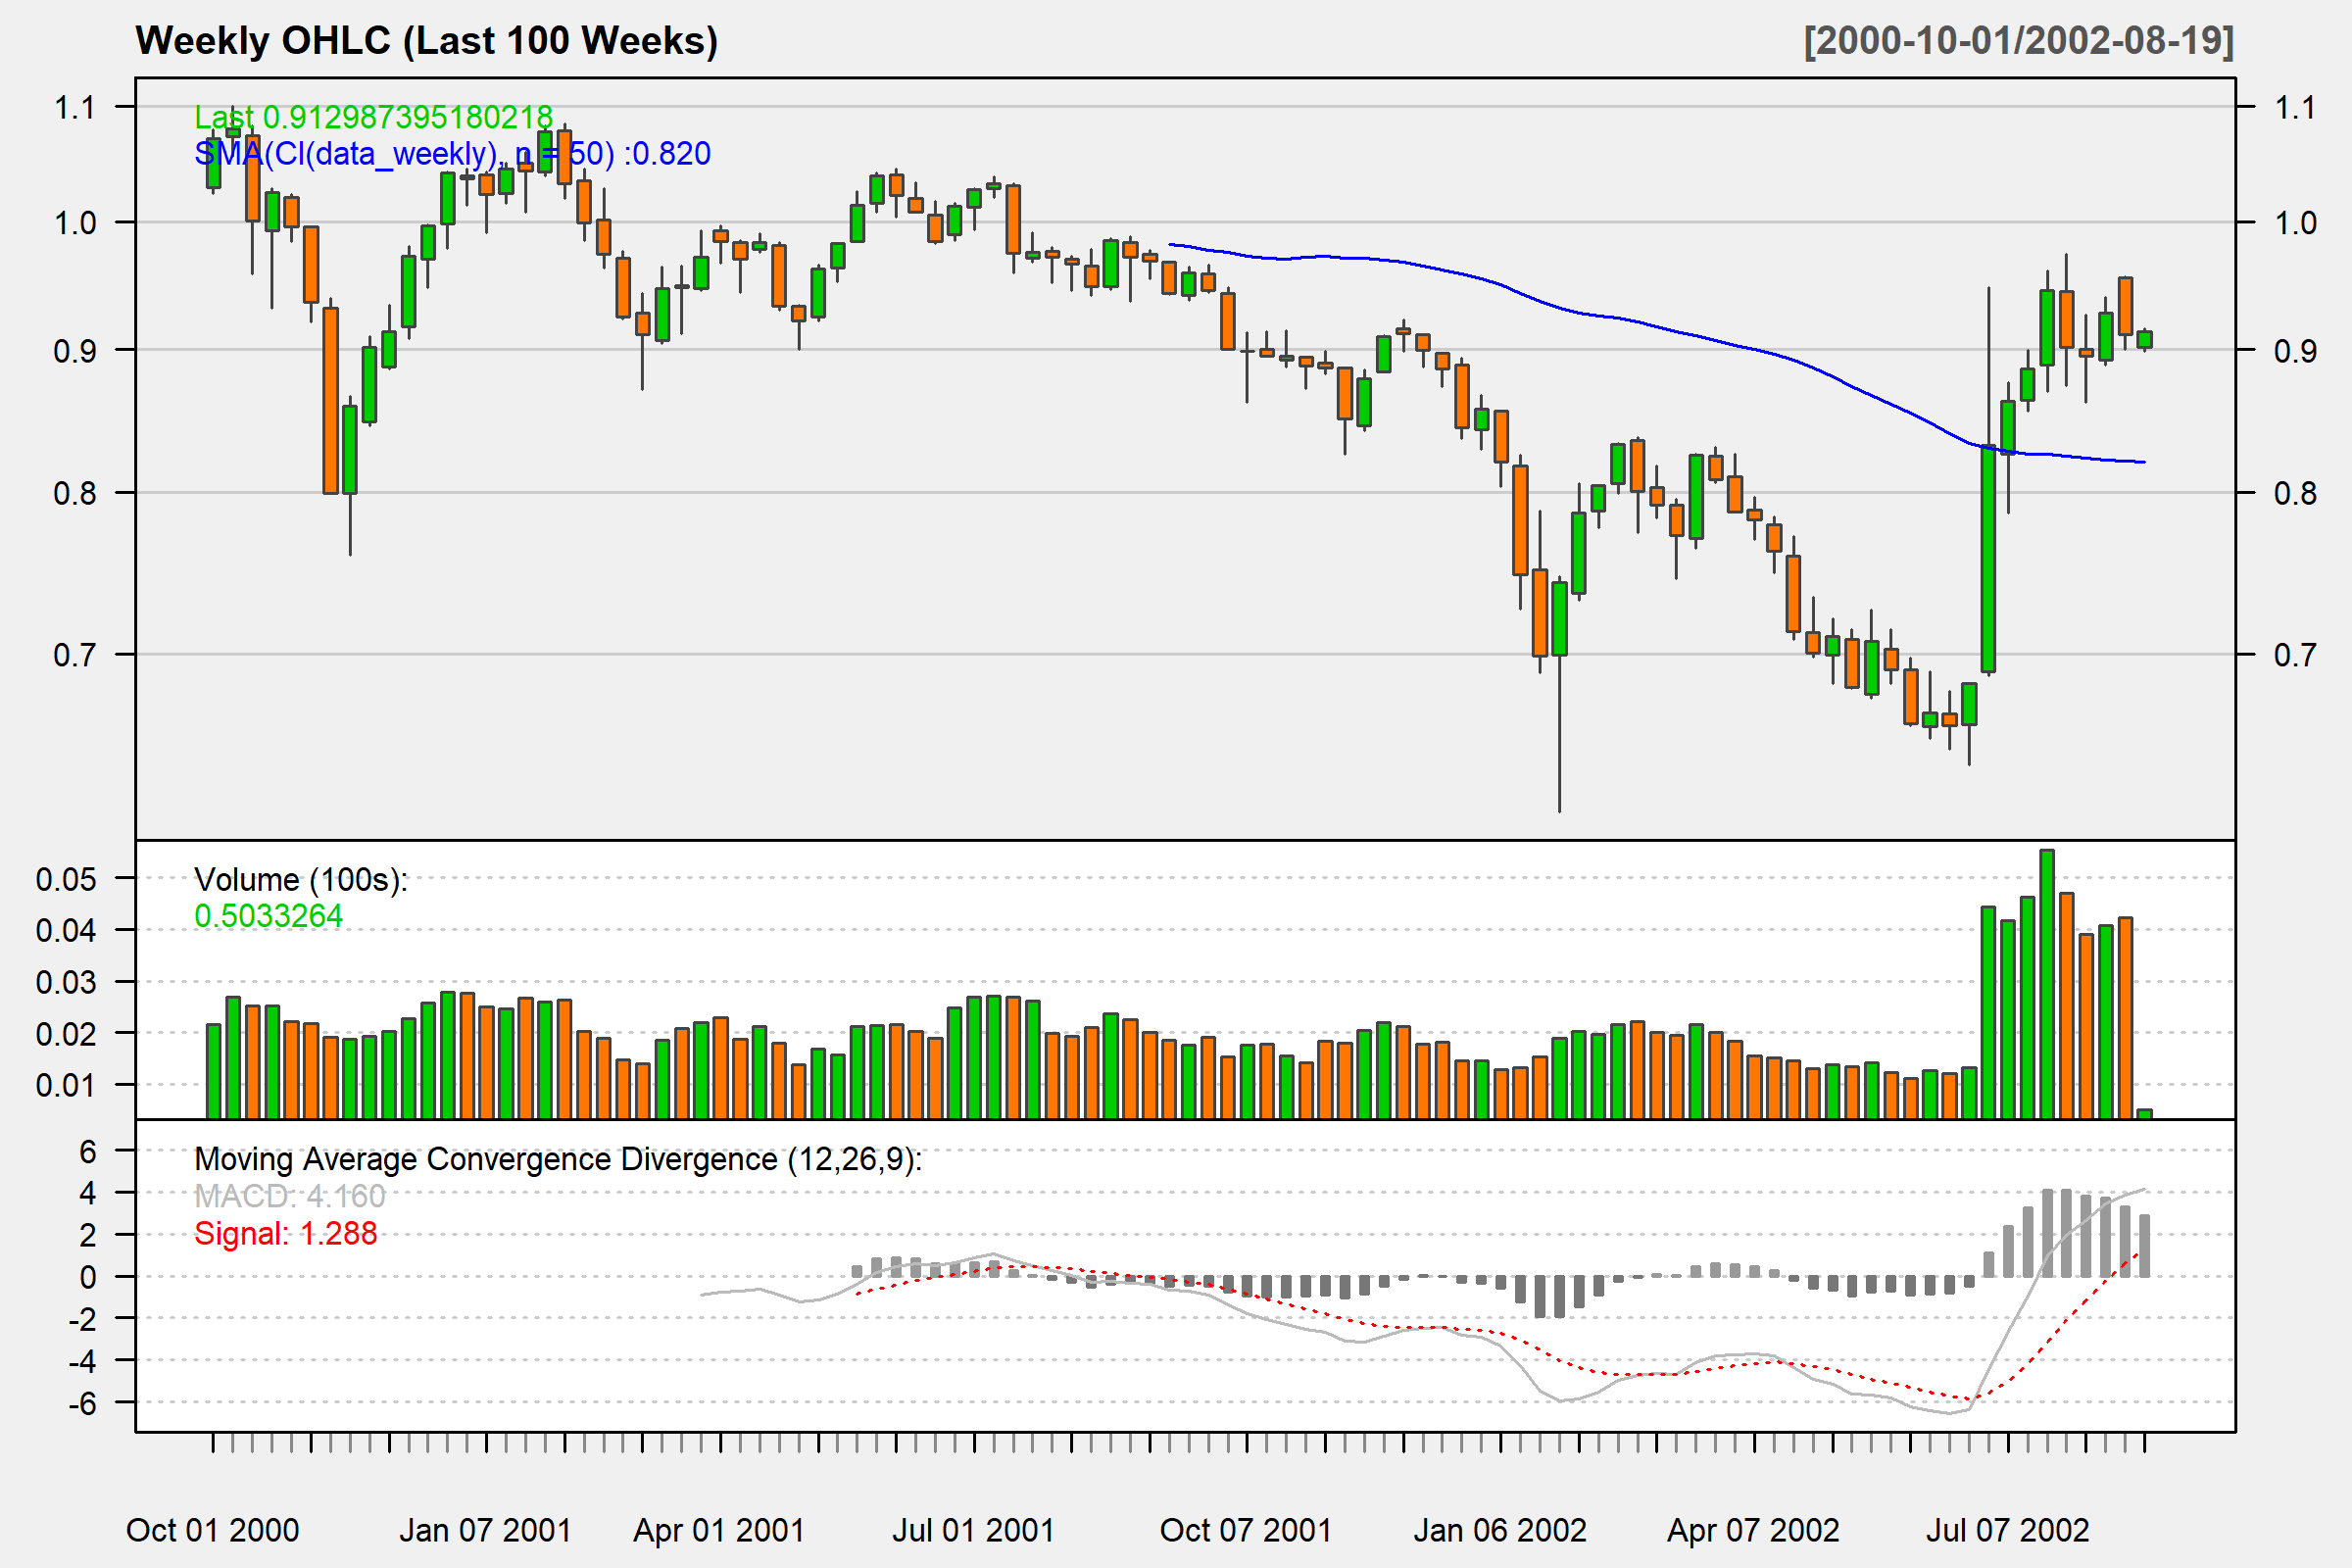 Weekly OHLC (Last 100 Weeks)
[2000-10-01/2002-08-19]
Last 0.912987395180218
SMA(Cl(data_weekly), n = 50) :0.820
1.1
1.0
0.9
0.8
0.7
1.1
1.0
0.9
0.8
0.7
Volume (100s):
0.5033264
0.05
0.04
0.03
0.02
0.01
Moving Average Convergence Divergence (12,26,9):
MACD: 4.160
Signal: 1.288
6
4
2
0
-2
-4
-6
Oct 01 2000
Jan 07 2001
Apr 01 2001
Jul 01 2001
Oct 07 2001
Jan 06 2002
Apr 07 2002
Jul 07 2002